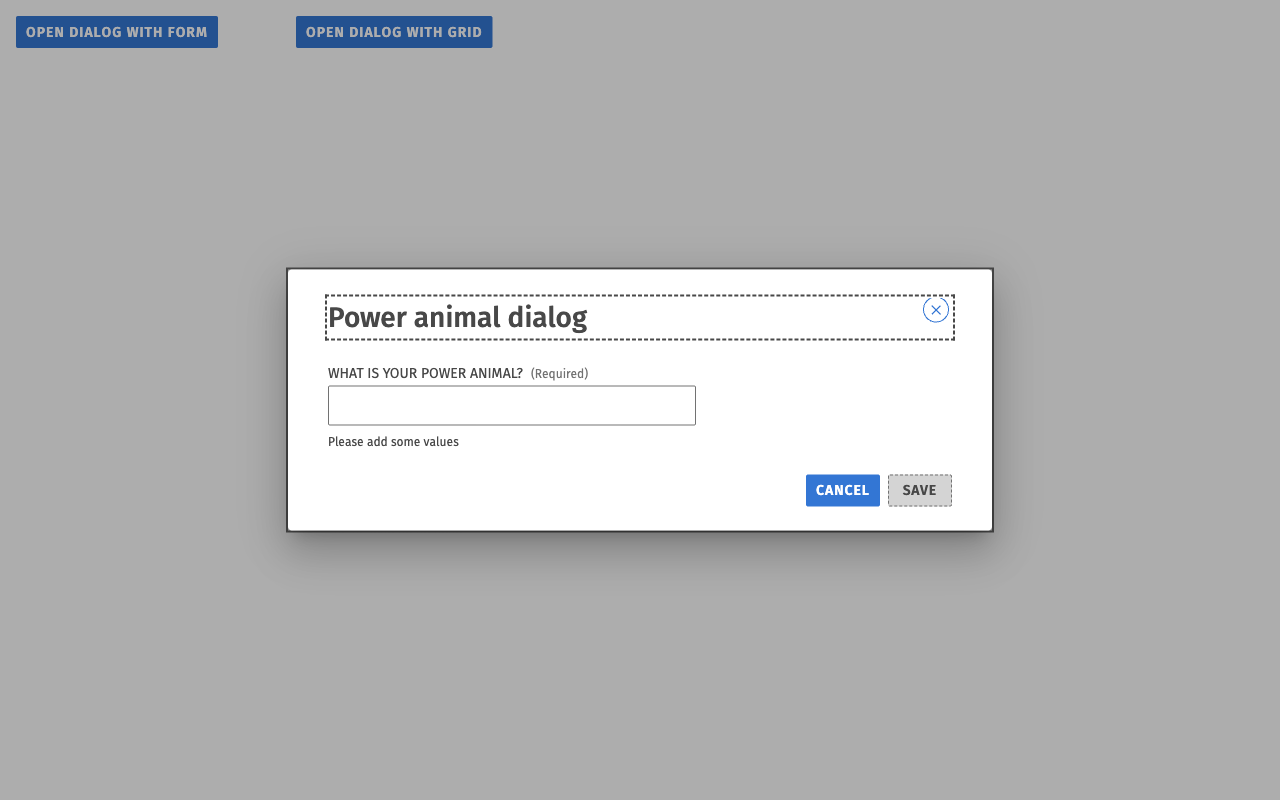 OPEN DIALOG WITH FORM OPEN DIALOG WITH GRID
Power animal dialog
WHAT IS YOUR POWER ANIMAL? (Required)
Please add some values
CANCEL SAVE